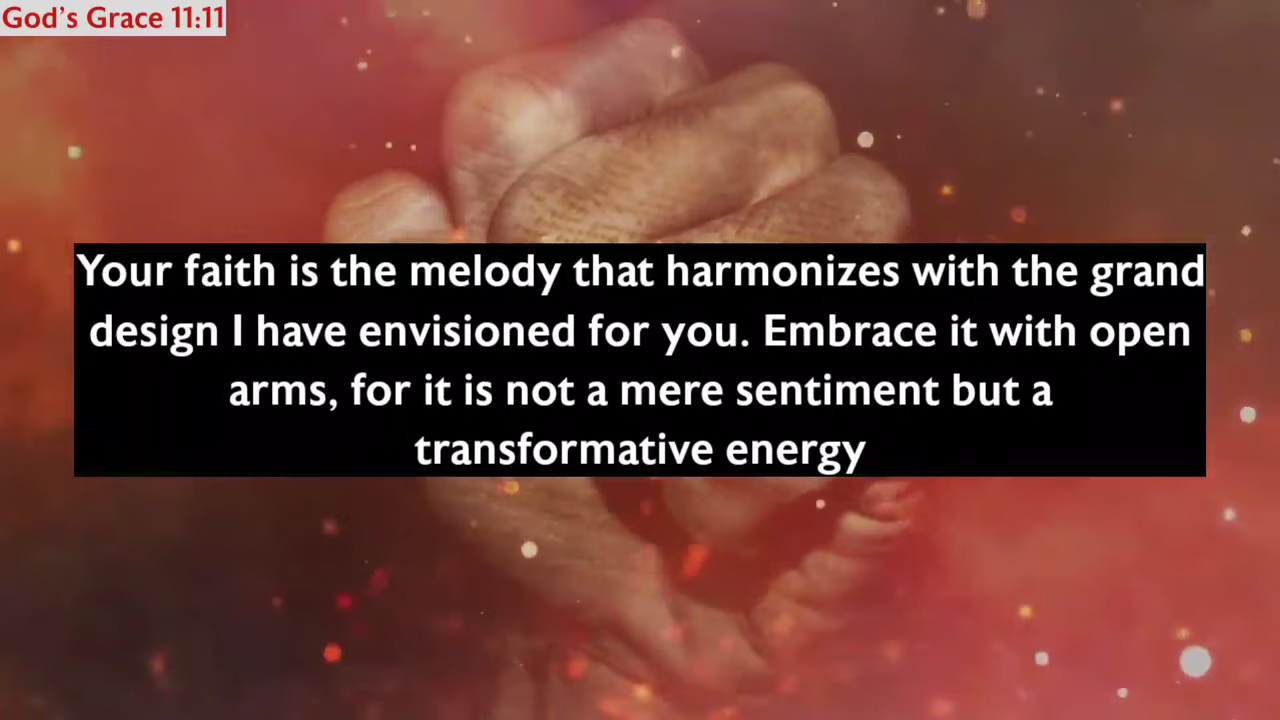 God’s Grace 11:11
Your faith is the melody that harmonizes with the grand
design I have envisioned for you. Embrace it with open
arms, for it is not a mere sentiment but a
transformative energy